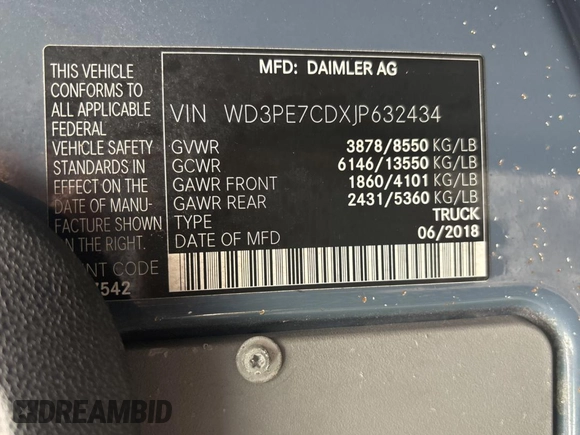 THIS VEHICLE
CONFORMS TO
ALL APPLICABLE
FEDERAL
VEHICLE SAFETY
STANDARDS IN
EFFECT ON THE
DATE OF MANU-
FACTURE SHOWN
ON THE RIGHT.
CODE
542
MFD: DAIMLER AG
VIN WD3PE7CDXJP632434
GVWR 3878/8550 KG/LB
GCWR 6146/13550 KG/LB
GAWR FRONT 1860/4101 KG/LB
GAWR REAR 2431/5360 KG/LB
TYPE TRUCK
DATE OF MFD 06/2018
DREAMBID